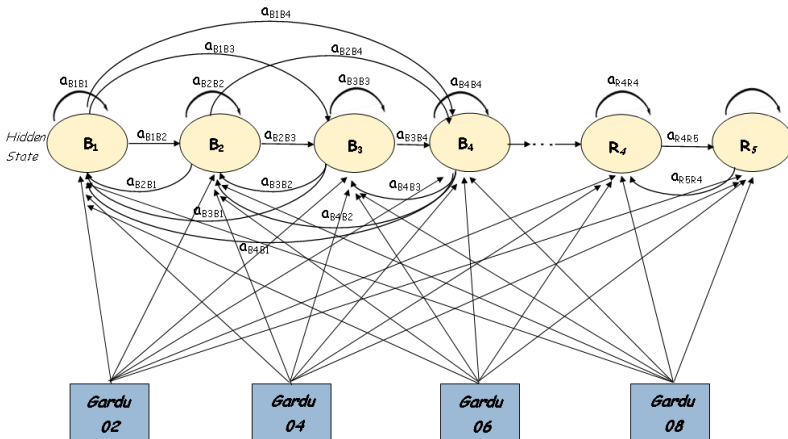 aB1B4
aB1B3
aB2B4
aB1B1
aB2B2
aB3B3
aB4B4
aR4R4
Hidden
State
B1
aB1B2
B2
aB2B3
B3
aB3B4
B4
R4
aR4R5
R5
aB2B1
aB3B2
aB4B3
aR5R4
aB3B1
aB4B2
aB4B1
Gardu
02
Gardu
04
Gardu
06
Gardu
08